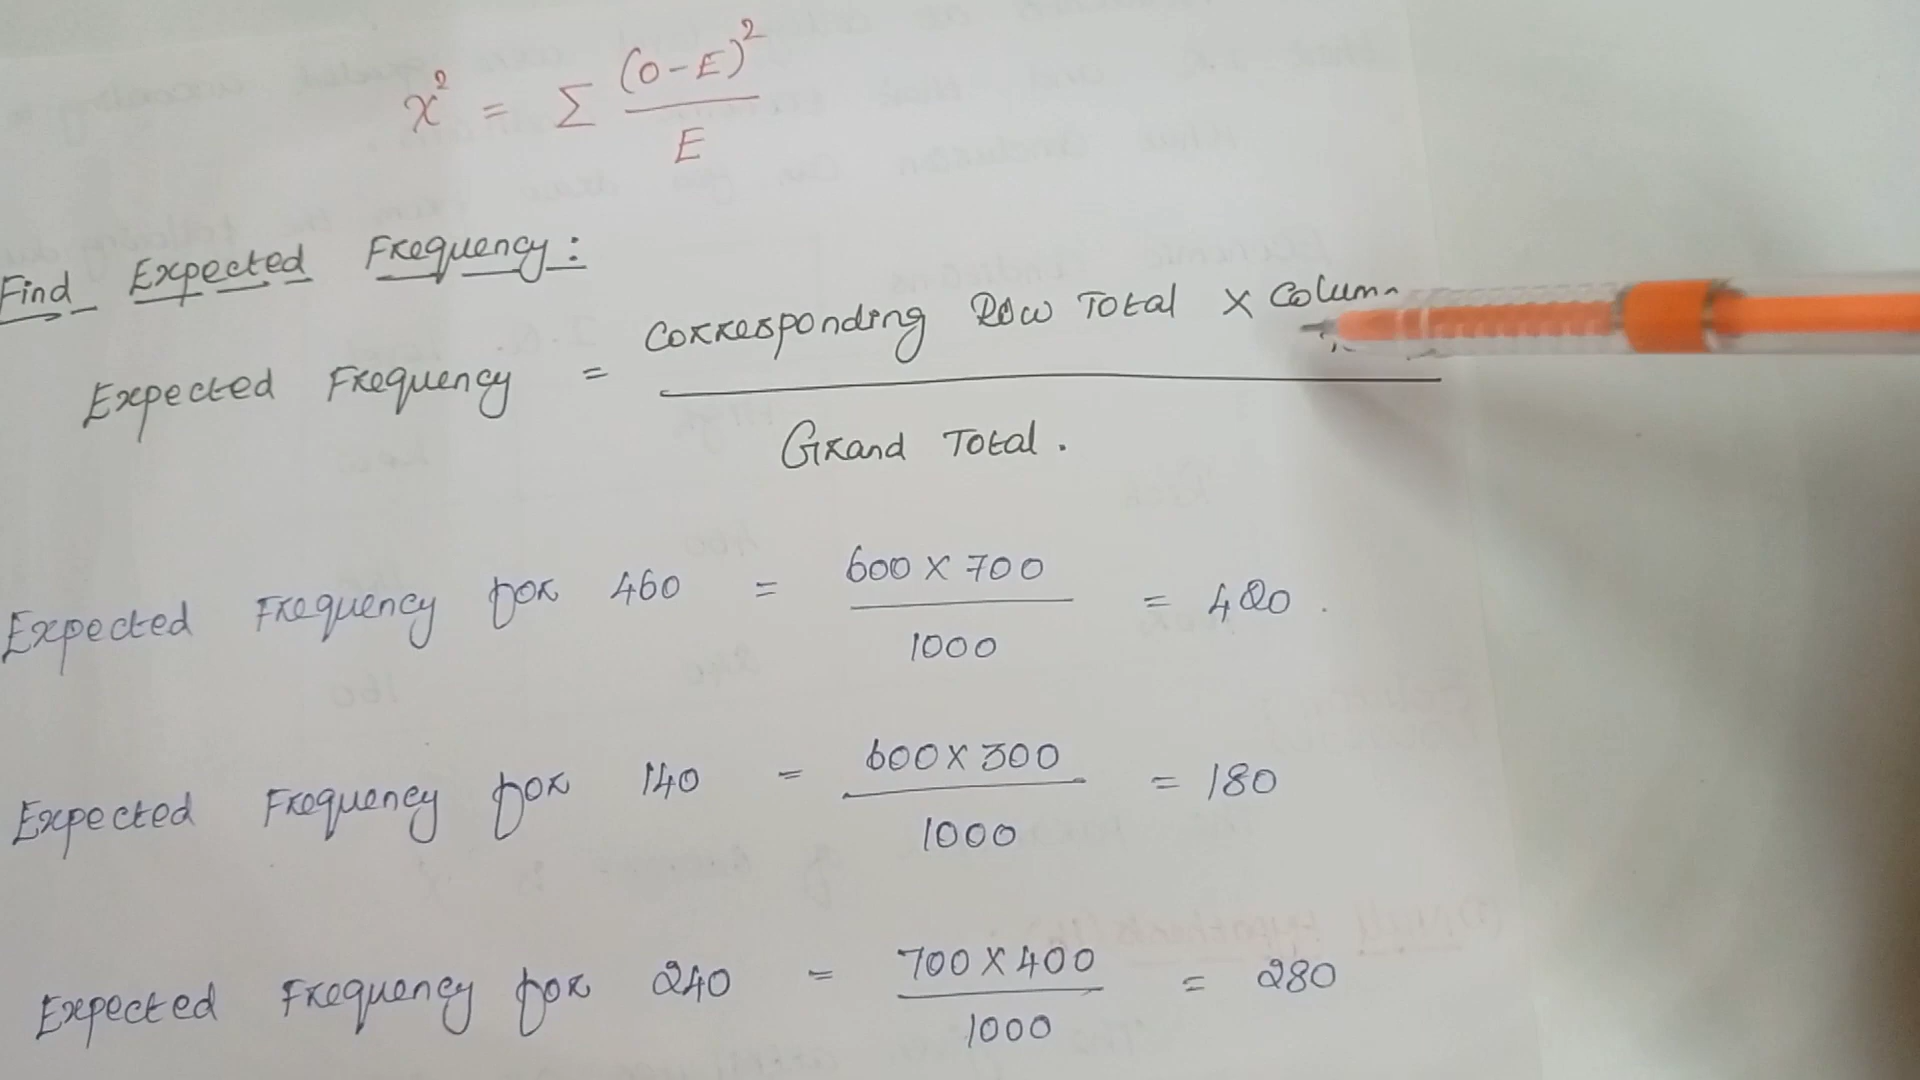 χ² = Σ (O-E)² / E
Find Expected Frequency:
Expected Frequency = Corresponding Row Total X Column / Grand Total.
Expected Frequency for 460 = 600 X 700 / 1000 = 420.
Expected Frequency for 140 = 600 X 300 / 1000 = 180
Expected Frequency for 240 = 700 X 400 / 1000 = 280